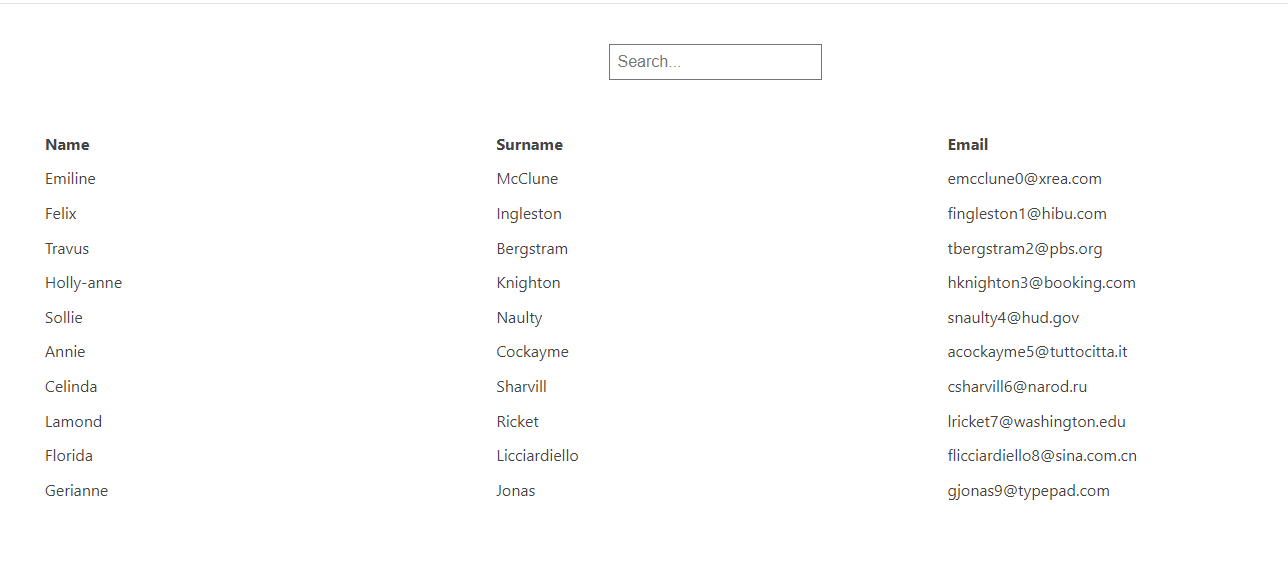 Search...
Name Surname Email
Emiline McClune emcclune0@xrea.com
Felix Ingleston fingleston1@hibu.com
Travus Bergstram tbergstram2@pbs.org
Holly-anne Knighton hknighton3@booking.com
Sollie Naulty snaulty4@hud.gov
Annie Cockayme acockayme5@tuttocitta.it
Celinda Sharvill csharvill6@narod.ru
Lamond Ricket lricket7@washington.edu
Florida Licciardiello flicciardiello8@sina.com.cn
Gerianne Jonas gjonas9@typepad.com